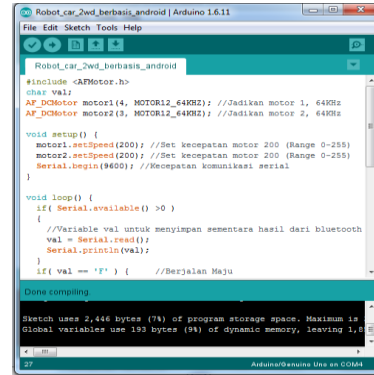 Robot_car_2wd_berbasis_android | Arduino 1.6.11
File Edit Sketch Tools Help
Robot_car_2wd_berbasis_android
#include <AFMotor.h>
char val;
AF_DCMotor motor1(4, MOTOR12_64KHZ); //Jadikan motor 1, 64KHz
AF_DCMotor motor2(3, MOTOR12_64KHZ); //Jadikan motor 2, 64KHz
void setup() {
motor1.setSpeed(200); //Set kecepatan motor 200 (Range 0-255)
motor2.setSpeed(200); //Set kecepatan motor 200 (Range 0-255)
Serial.begin(9600); //Kecepatan komunikasi serial
}
void loop() {
if( Serial.available() >0 )
{
//Variable val untuk menyimpan sementara hasil dari bluetooth
val = Serial.read();
Serial.println(val);
}
if( val == 'F' ) { //Berjalan Maju
Done compiling.
Sketch uses 2,446 bytes (7%) of program storage space. Maximum is
Global variables use 193 bytes (9%) of dynamic memory, leaving 1,8
27 Arduino/Genuino Uno on COM4